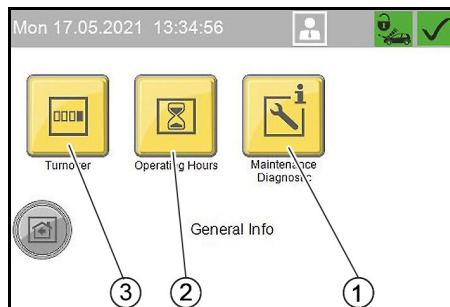 Mon 17.05.2021 13:34:56
i
Turnover
Operating Hours
Maintenance
Diagnostic
General Info
3
2
1